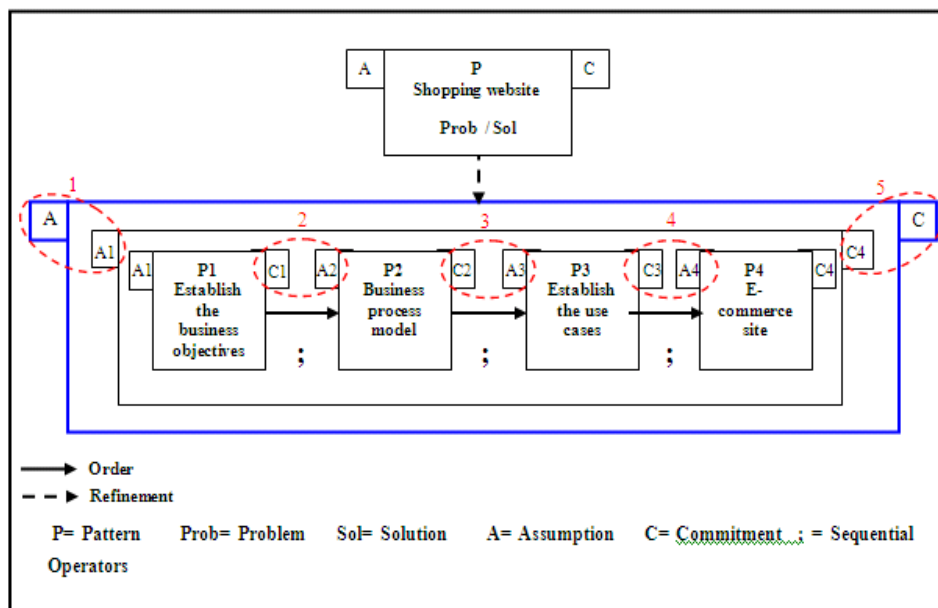 A
P
C
Shopping website
Prob / Sol
1
5
A
C
2
3
4
A1
C4
A1
P1
Establish
the
business
objectives
C1
A2
P2
Business
process
model
C2
A3
P3
Establish
the use
cases
C3
A4
P4
E-
commerce
site
C4
;
;
;
Order
Refinement
P= Pattern Prob= Problem Sol= Solution A= Assumption C= Commitment ; = Sequential
Operators